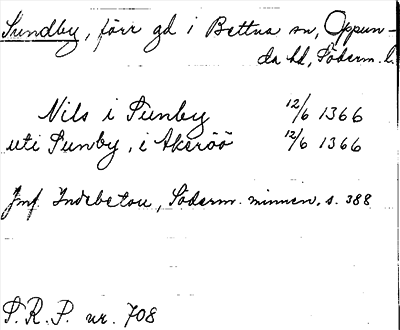 Sundby, förr gd i Bettna sn, Oppun-
da hd, Söderm. l.
Nils i Sunby 12/6 1366
uti Sunby, i Akeröö 12/6 1366
Jmf. Indebetou, Söderm. minnen, s. 388
S. R. P. nr. 708